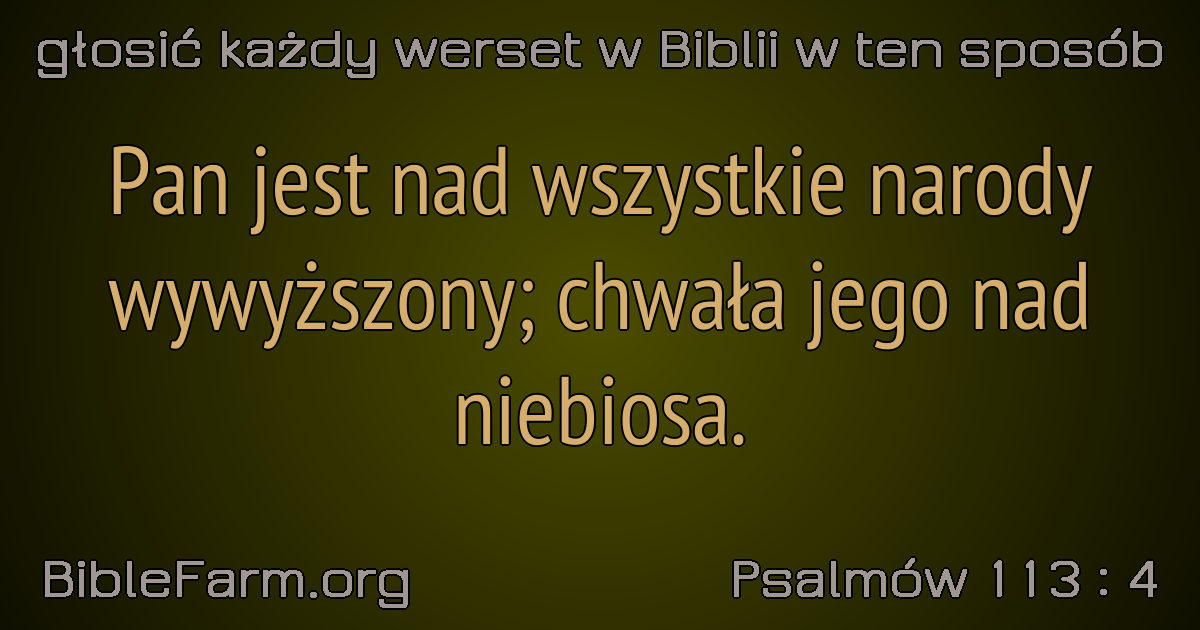 głosić każdy werset w Biblii w ten sposób
Pan jest nad wszystkie narody
wywyższony; chwała jego nad
niebiosa.
BibleFarm.org
Psalmów 113 : 4